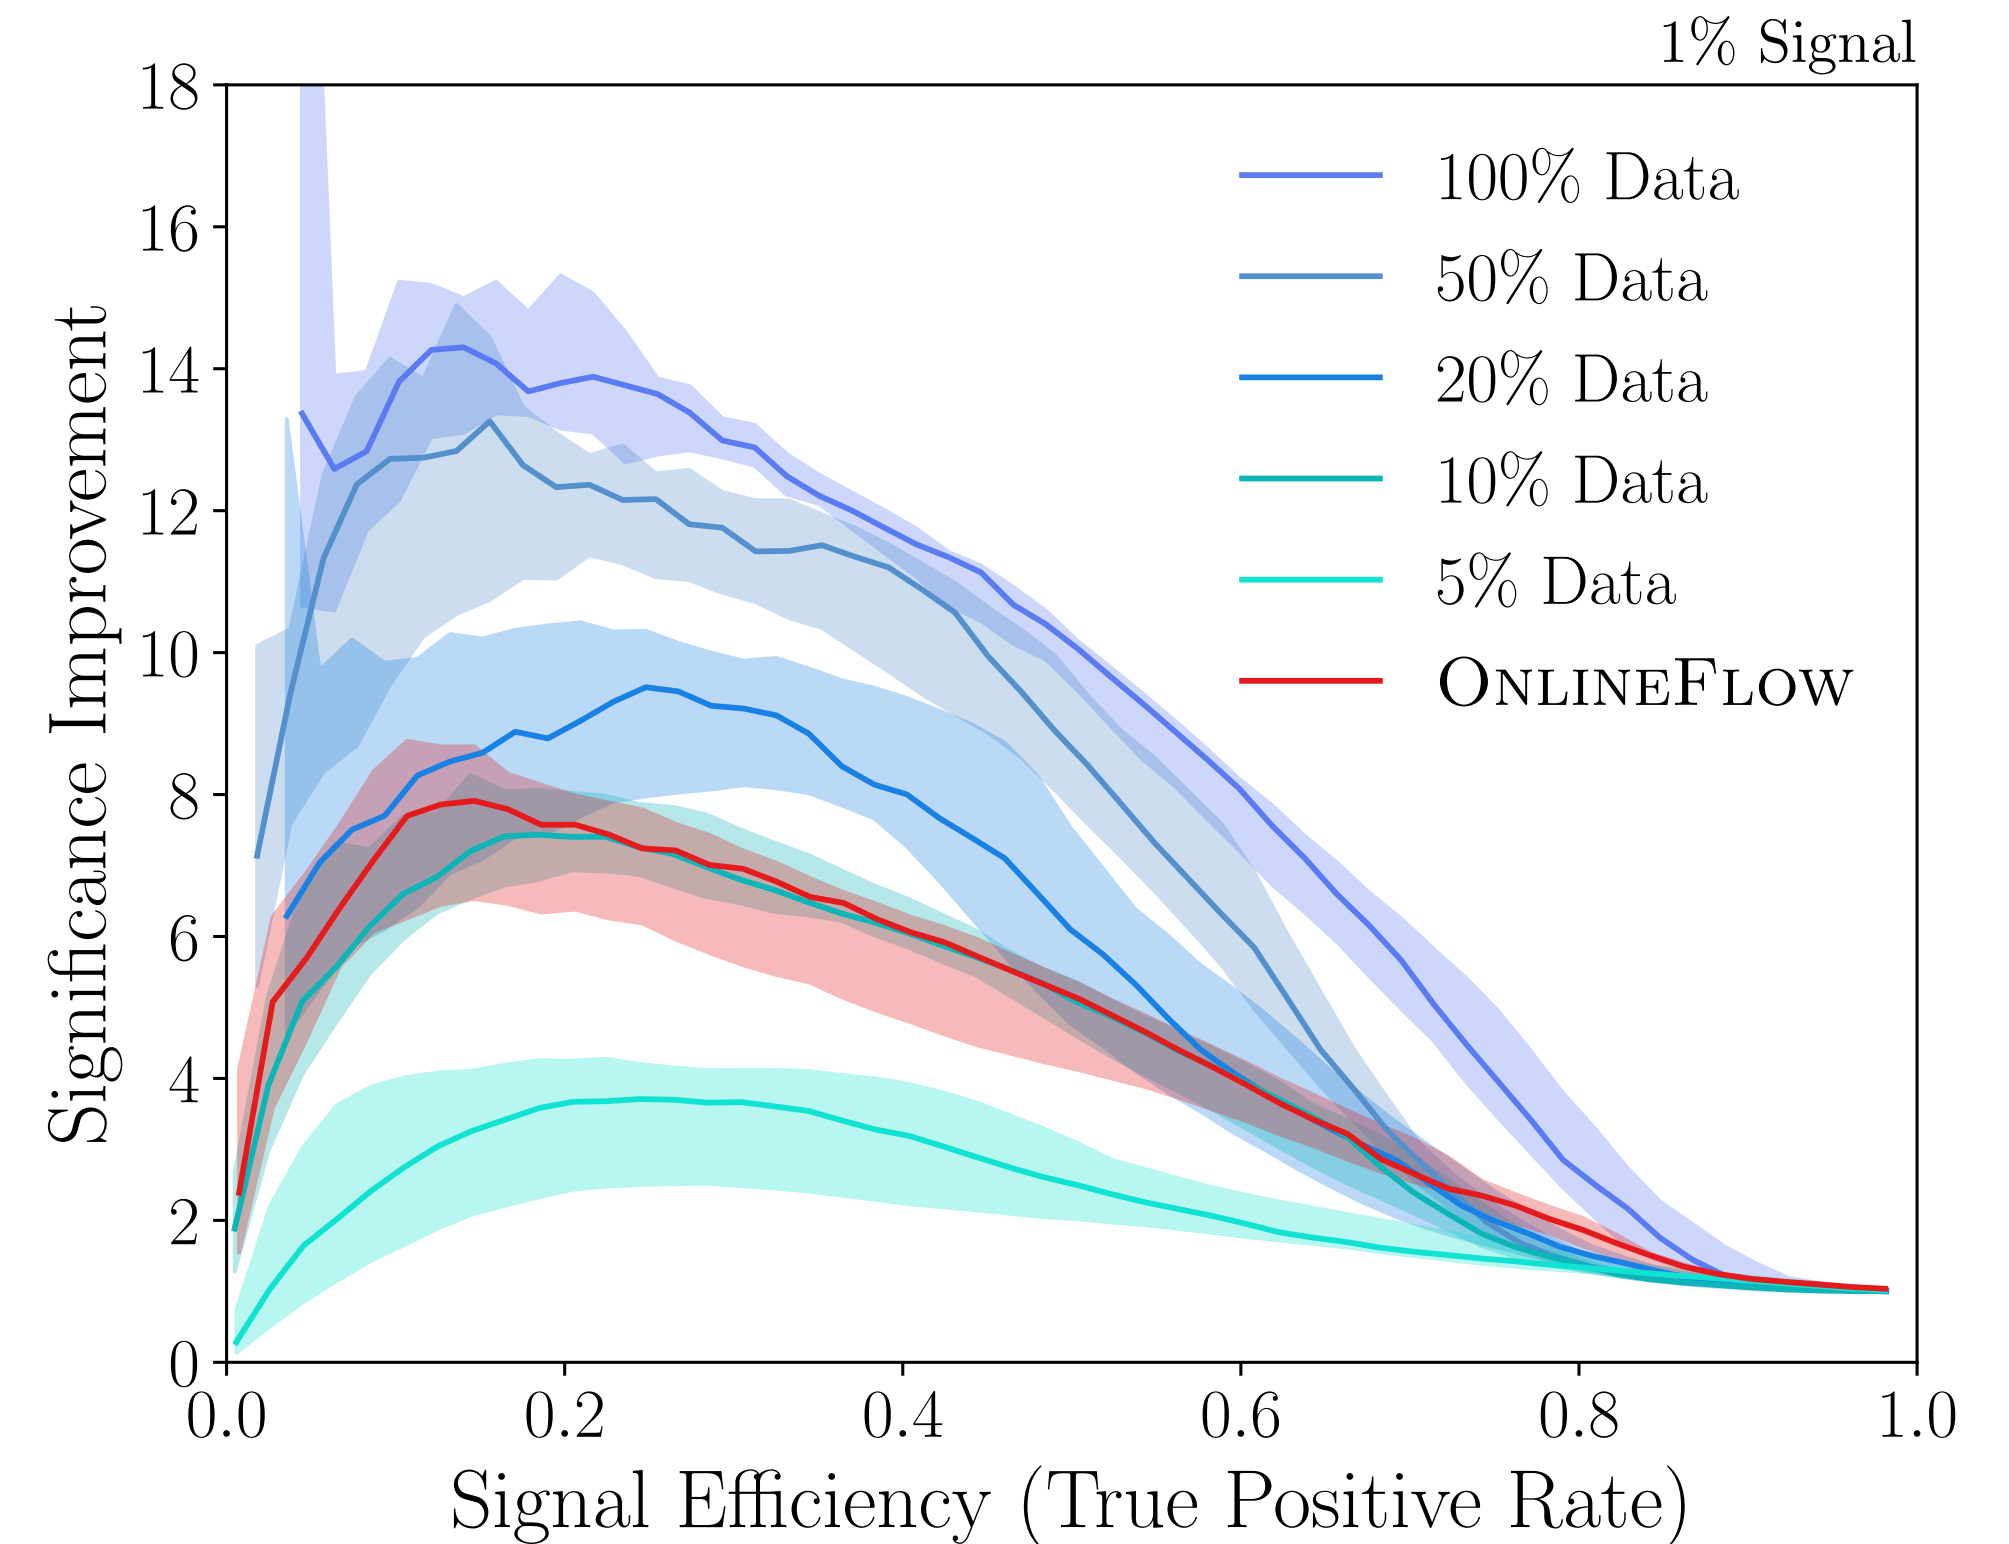 1% Signal
18
16
14
12
10
8
6
4
2
0
Significance Improvement
100% Data
50% Data
20% Data
10% Data
5% Data
OnlineFlow
0.0 0.2 0.4 0.6 0.8 1.0
Signal Efficiency (True Positive Rate)